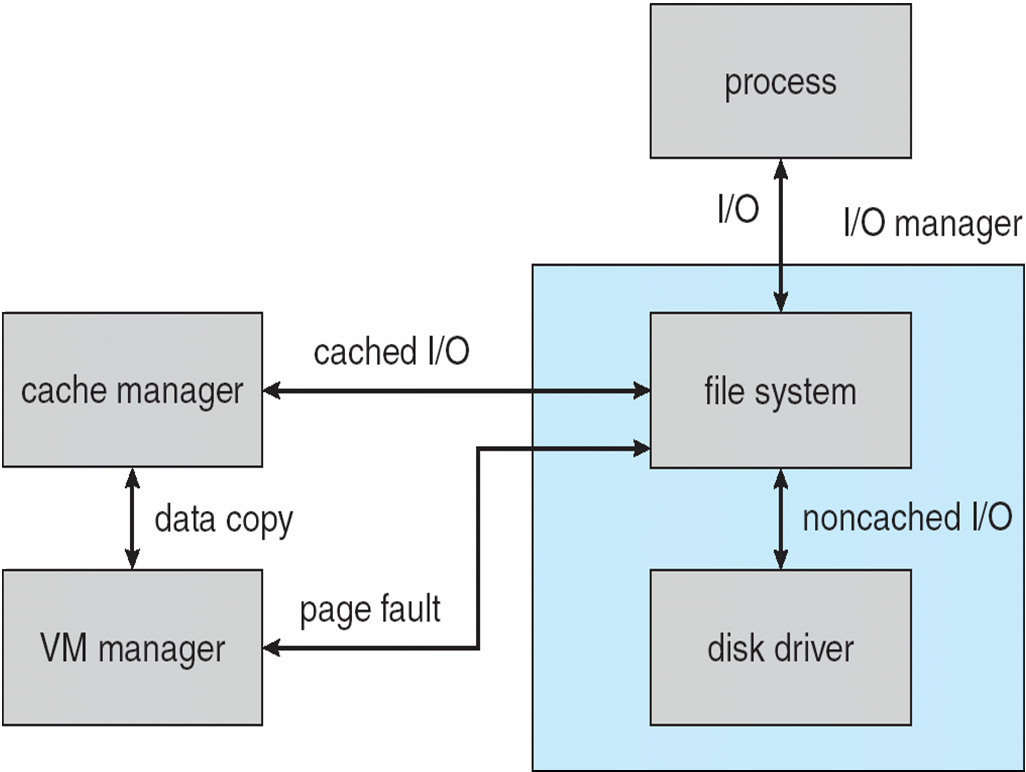 process
I/O
I/O manager
cached I/O
cache manager
file system
data copy
noncached I/O
page fault
VM manager
disk driver